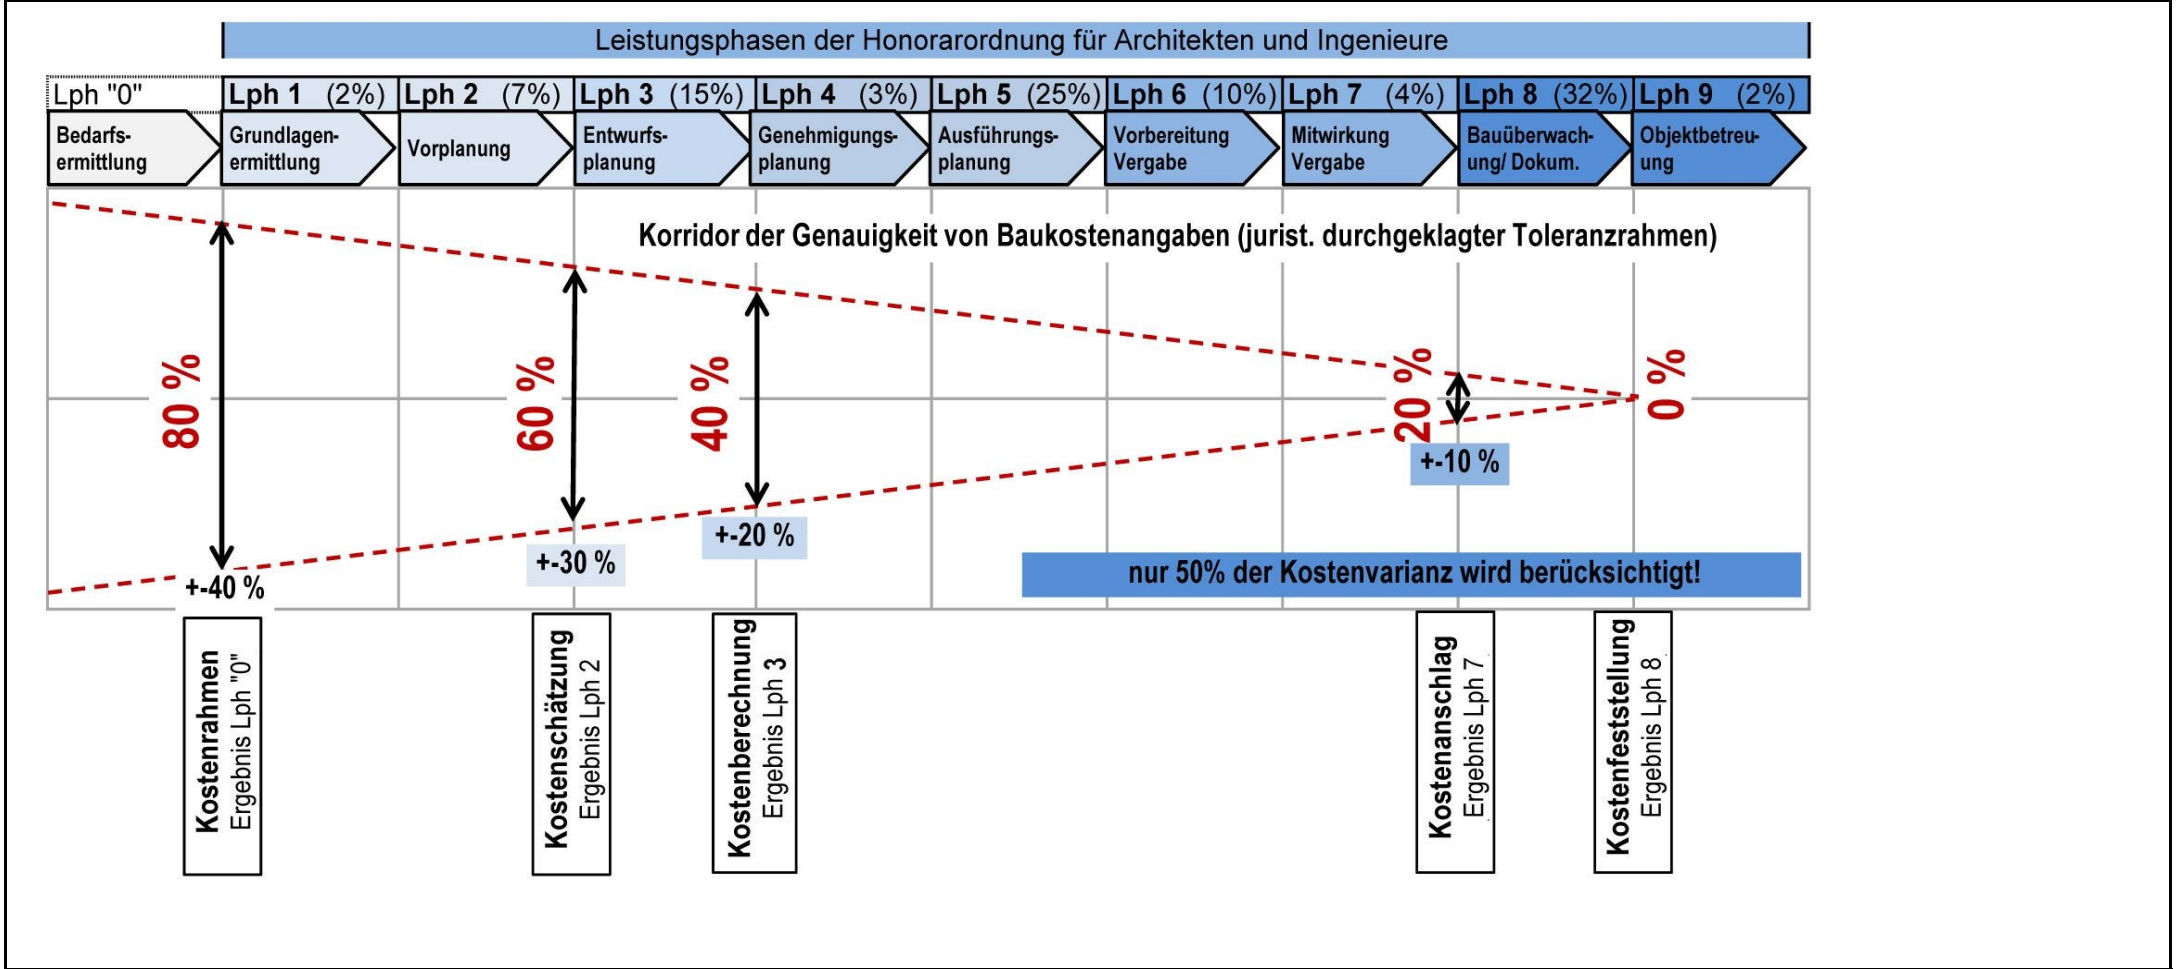 Leistungsphasen der Honorarordnung für Architekten und Ingenieure
Lph "0"
Lph 1 (2%)
Lph 2 (7%)
Lph 3 (15%)
Lph 4 (3%)
Lph 5 (25%)
Lph 6 (10%)
Lph 7 (4%)
Lph 8 (32%)
Lph 9 (2%)
Bedarfs-
ermittlung
Grundlagen-
ermittlung
Vorplanung
Entwurfs-
planung
Genehmigungs-
planung
Ausführungs-
planung
Vorbereitung
Vergabe
Mitwirkung
Vergabe
Bauüberwach-
ung/ Dokum.
Objektbetreu-
ung
Korridor der Genauigkeit von Baukostenangaben (jurist. durchgeklagter Toleranzrahmen)
80 %
60 %
40 %
20 %
0 %
+-40 %
+-30 %
+-20 %
+-10 %
nur 50% der Kostenvarianz wird berücksichtigt!
Kostenrahmen
Ergebnis Lph "0"
Kostenschätzung
Ergebnis Lph 2
Kostenberechnung
Ergebnis Lph 3
Kostenanschlag
Ergebnis Lph 7
Kostenfeststellung
Ergebnis Lph 8